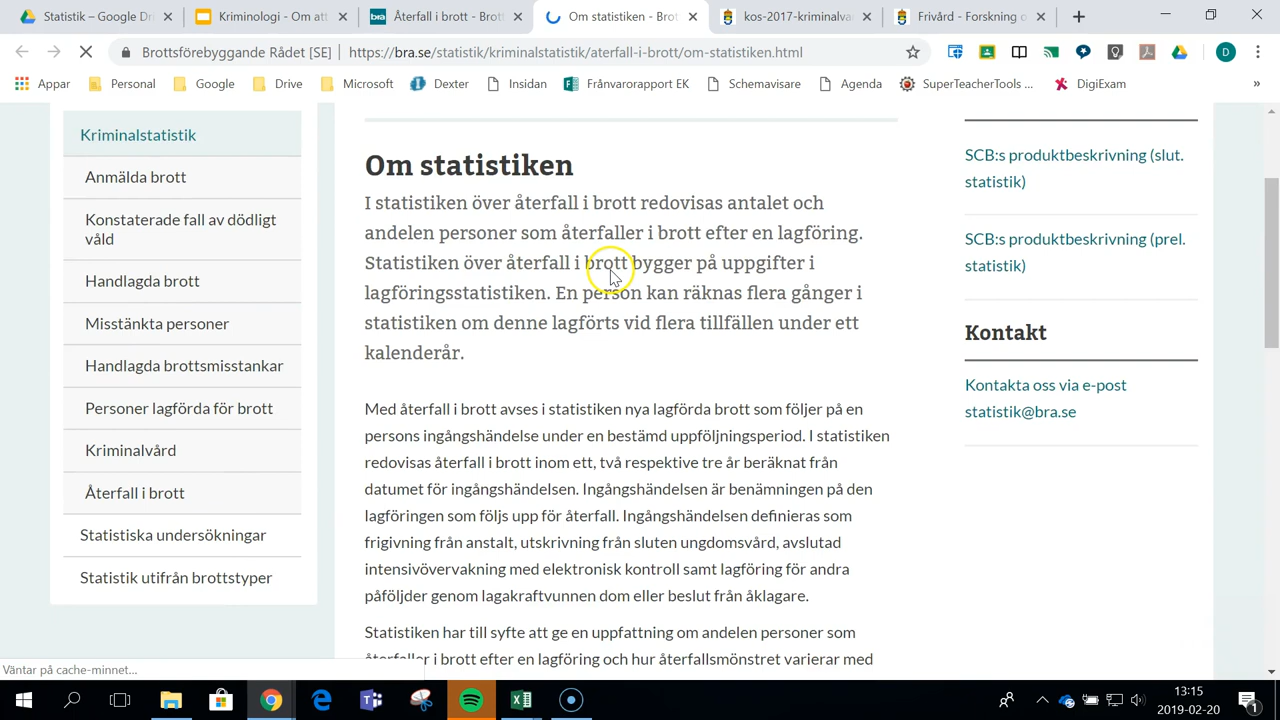 Statistik – Google Dri
Kriminologi - Om att
bra
Återfall i brott - Brott
Om statistiken - Brot
kos-2017-kriminalva
Frivård - Forskning o
Brottsförebyggande Rådet [SE]
https://bra.se/statistik/kriminalstatistik/aterfall-i-brott/om-statistiken.html
D
Appar
Personal
Google
Drive
Microsoft
Dexter
Insidan
Frånvarorapport EK
Schemavisare
Agenda
SuperTeacherTools ...
DigiExam
»
Kriminalstatistik
Anmälda brott
Konstaterade fall av dödligt
våld
Handlagda brott
Misstänkta personer
Handlagda brottsmisstankar
Personer lagförda för brott
Kriminalvård
Återfall i brott
Statistiska undersökningar
Statistik utifrån brottstyper
Om statistiken
I statistiken över återfall i brott redovisas antalet och
andelen personer som återfaller i brott efter en lagföring.
Statistiken över återfall i brott bygger på uppgifter i
lagföringsstatistiken. En person kan räknas flera gånger i
statistiken om denne lagförts vid flera tillfällen under ett
kalenderår.
Med återfall i brott avses i statistiken nya lagförda brott som följer på en
persons ingångshändelse under en bestämd uppföljningsperiod. I statistiken
redovisas återfall i brott inom ett, två respektive tre år beräknat från
datumet för ingångshändelsen. Ingångshändelsen är benämningen på den
lagföringen som följs upp för återfall. Ingångshändelsen definieras som
frigivning från anstalt, utskrivning från sluten ungdomsvård, avslutad
intensivövervakning med elektronisk kontroll samt lagföring för andra
påföljder genom lagakraftvunnen dom eller beslut från åklagare.
Statistiken har till syfte att ge en uppfattning om andelen personer som
återfaller i brott efter en lagföring och hur återfallsmönstret varierar med
SCB:s produktbeskrivning (slut.
statistik)
SCB:s produktbeskrivning (prel.
statistik)
Kontakt
Kontakta oss via e-post
statistik@bra.se
Väntar på cache-minnet...
13:15
2019-02-20
1